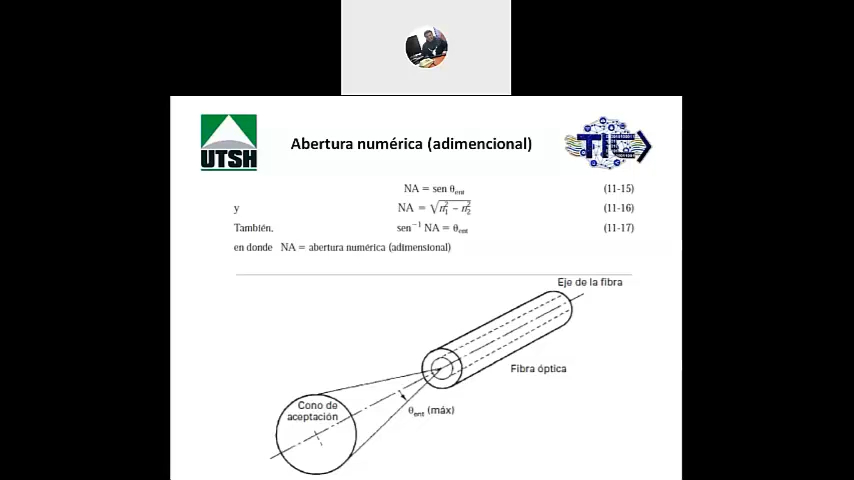 UTSH
Abertura numérica (adimencional)
TIC
NA = sen θent (11-15)
y NA = √n₁² − n₂² (11-16)
También, sen⁻¹ NA = θent (11-17)
en donde NA = abertura numérica (adimensional)
Eje de la fibra
Fibra óptica
Cono de
aceptación
θent (máx)